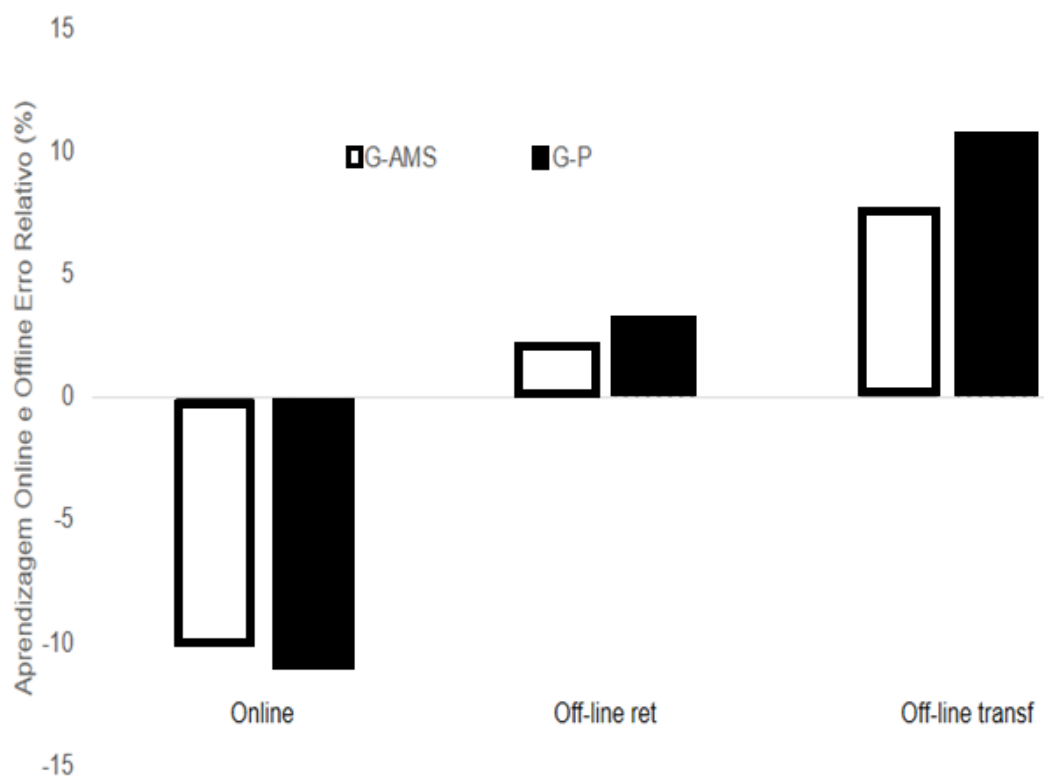 Aprendizagem Online e Offline Erro Relativo (%)
15
10
5
0
-5
-10
-15
G-AMS
G-P
Online
Off-line ret
Off-line transf